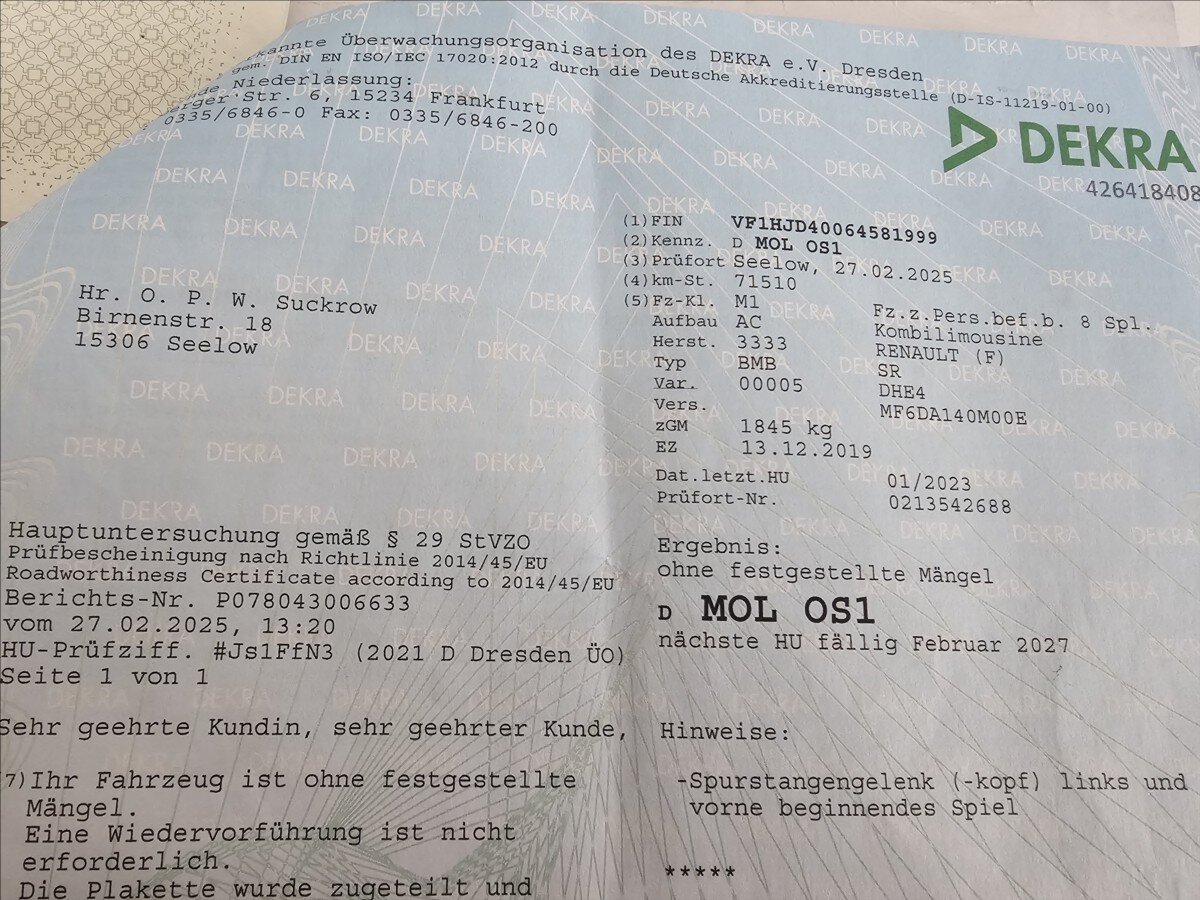 kannte Überwachungsorganisation des DEKRA e.V. Dresden
gem. DIN EN ISO/IEC 17020:2012 durch die Deutsche Akkreditierungsstelle (D-IS-11219-01-00)
Niederlassung:
Str. 6, 15234 Frankfurt
0335/6846-0 Fax: 0335/6846-200
DEKRA
426418408
Hr. O. P. W. Suckrow
Birnenstr. 18
15306 Seelow
(1) FIN VF1HJD40064581999
(2) Kennz. D MOL OS1
(3) Prüfort Seelow, 27.02.2025
(4) km-St. 71510
(5) Fz-Kl. M1 Fz.z.Pers.bef.b. 8 Spl.
Aufbau AC Kombilimousine
Herst. 3333 RENAULT (F)
Typ BMB SR
Var. 00005 DHE4
Vers. MF6DA140M00E
zGM 1845 kg
EZ 13.12.2019
Dat.letzt.HU 01/2023
Prüfort-Nr. 0213542688
Hauptuntersuchung gemäß § 29 StVZO
Prüfbescheinigung nach Richtlinie 2014/45/EU
Roadworthiness Certificate according to 2014/45/EU
Berichts-Nr. P078043006633
vom 27.02.2025, 13:20
HU-Prüfziff. #Js1FfN3 (2021 D Dresden ÜO)
Seite 1 von 1
Ergebnis:
ohne festgestellte Mängel
D MOL OS1
nächste HU fällig Februar 2027
Sehr geehrte Kundin, sehr geehrter Kunde,
7) Ihr Fahrzeug ist ohne festgestellte
Mängel.
Eine Wiedervorführung ist nicht
erforderlich.
Die Plakette wurde zugeteilt und
Hinweise:
-Spurstangengelenk (-kopf) links und
vorne beginnendes Spiel
*****